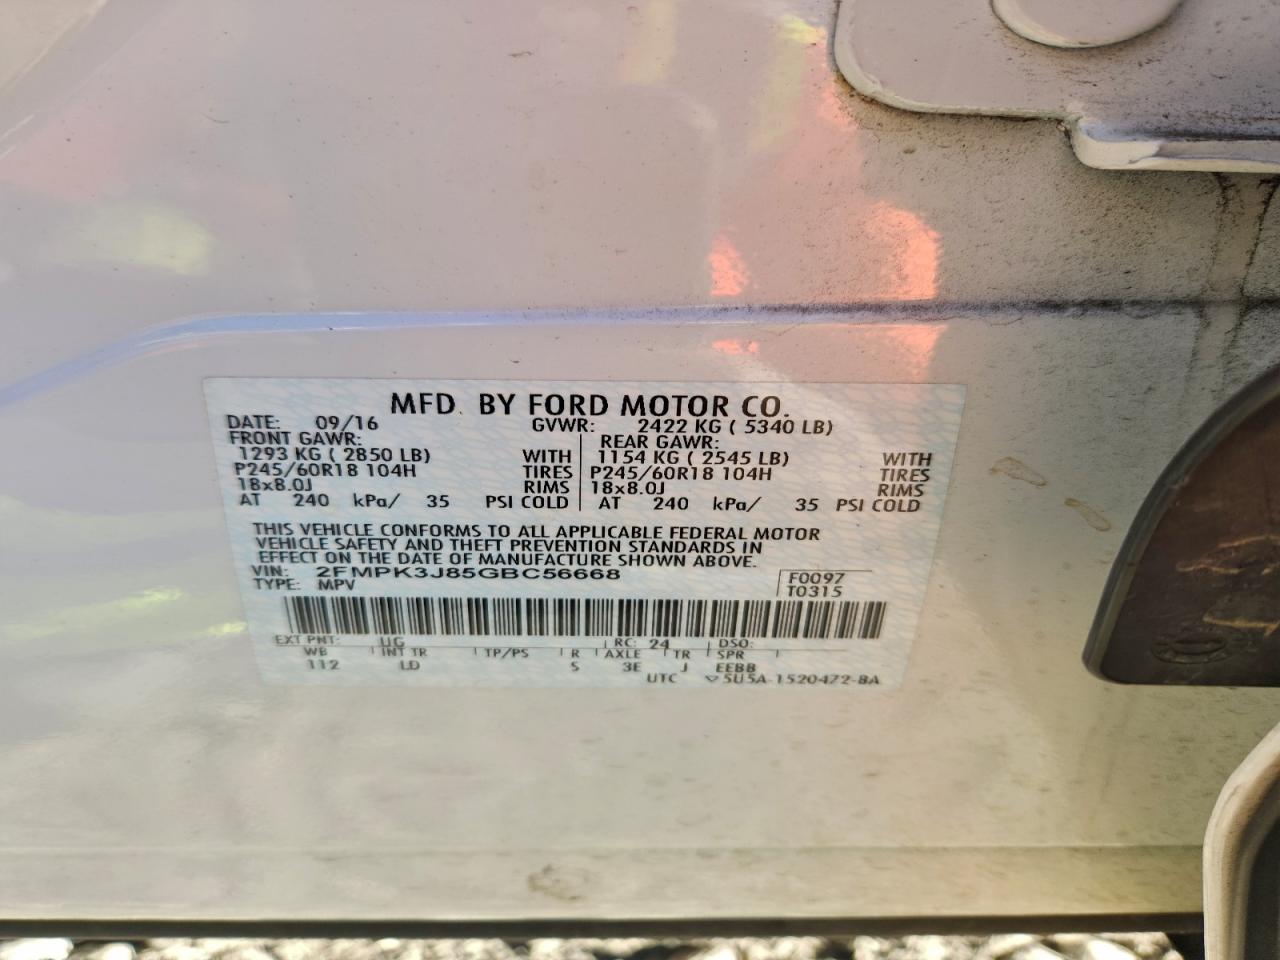 MFD. BY FORD MOTOR CO.
DATE: 09/16 GVWR: 2422 KG ( 5340 LB)
FRONT GAWR: REAR GAWR:
1293 KG ( 2850 LB) WITH 1154 KG ( 2545 LB) WITH
P245/60R18 104H TIRES P245/60R18 104H TIRES
18x8.0J RIMS 18x8.0J RIMS
AT 240 kPa/ 35 PSI COLD AT 240 kPa/ 35 PSI COLD
THIS VEHICLE CONFORMS TO ALL APPLICABLE FEDERAL MOTOR
VEHICLE SAFETY AND THEFT PREVENTION STANDARDS IN
EFFECT ON THE DATE OF MANUFACTURE SHOWN ABOVE.
VIN: 2FMPK3J85GBC56668 F0097
TYPE: MPV T0315
EXT PNT: UG RC: 24 DSO:
WB INT TR TP/PS R AXLE TR SPR
112 LD S 3E J EEBB
UTC ▽5U5A-1520472-BA